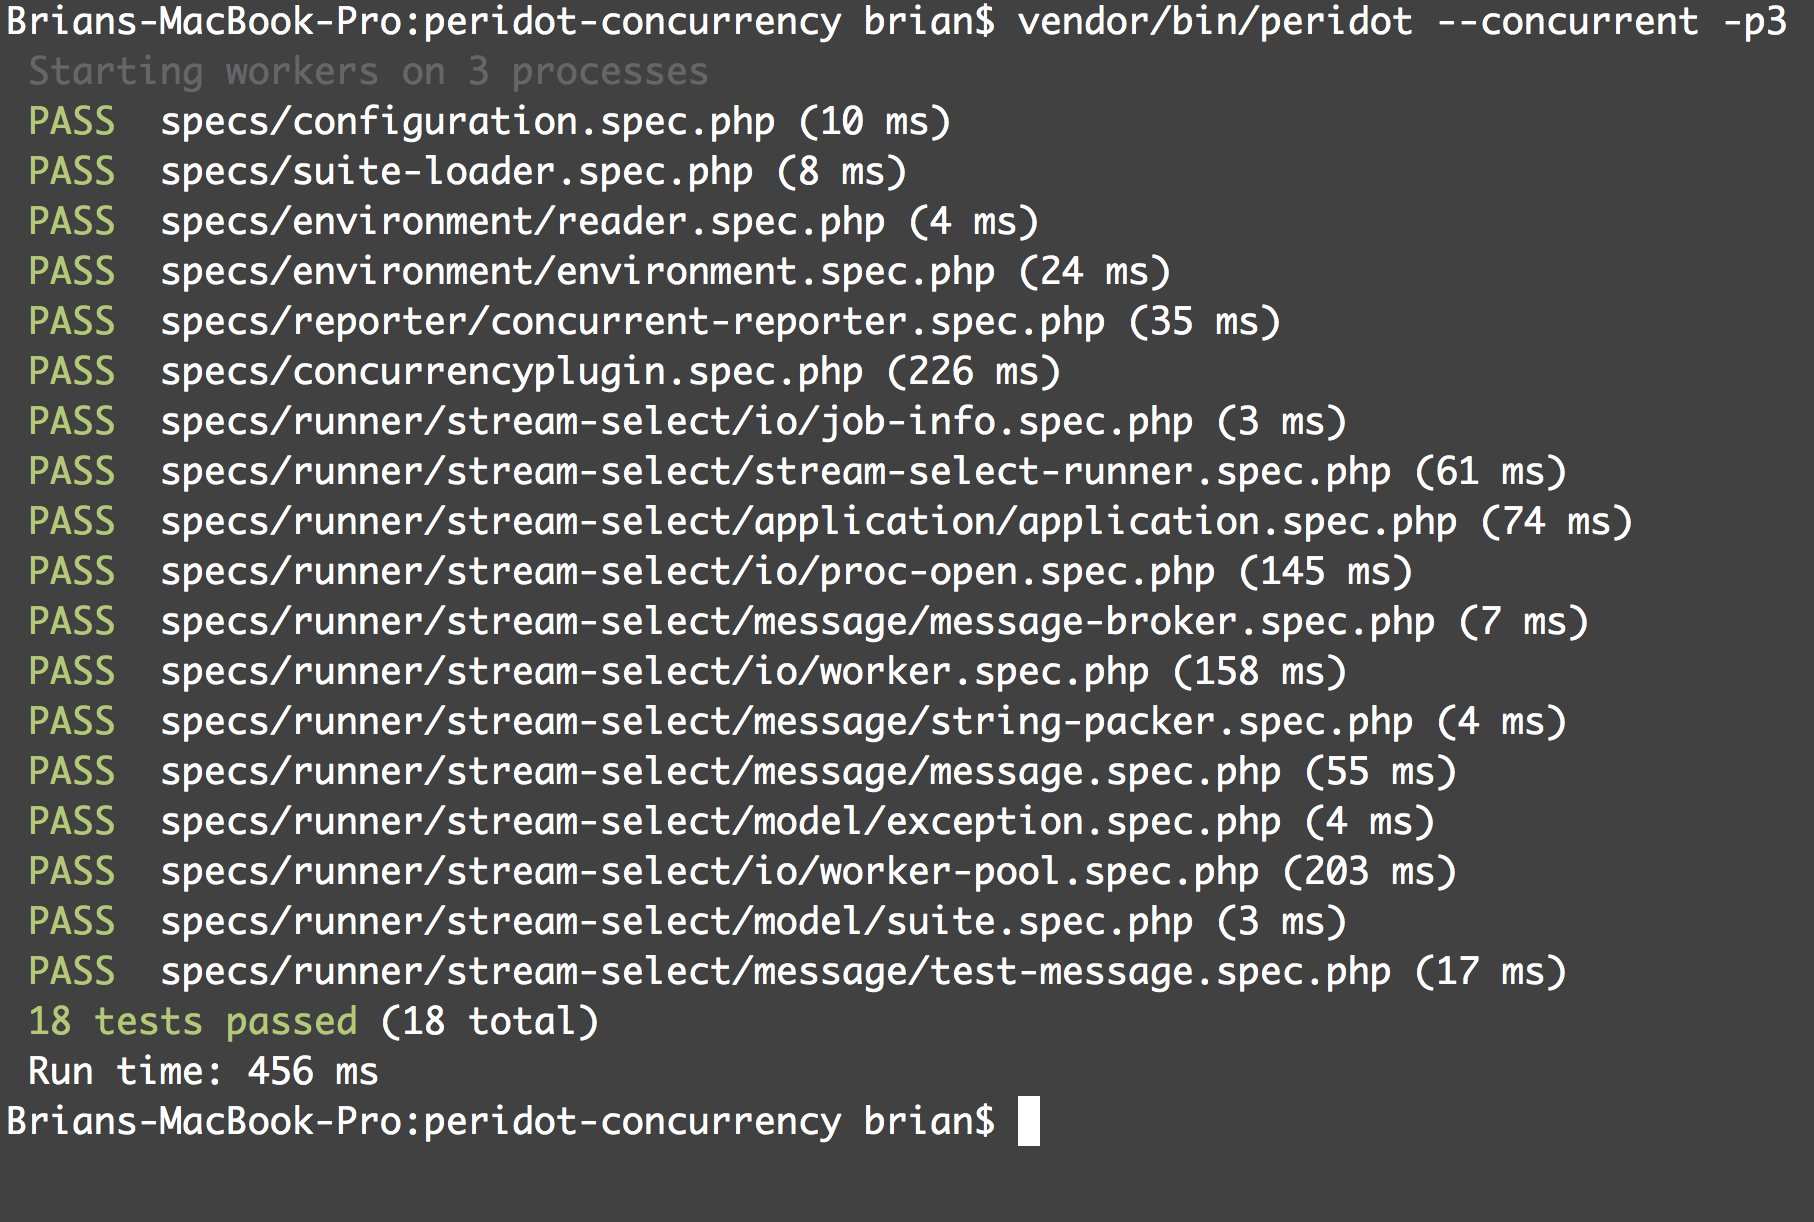 Brians-MacBook-Pro:peridot-concurrency brian$ vendor/bin/peridot --concurrent -p3
Starting workers on 3 processes
PASS  specs/configuration.spec.php (10 ms)
PASS  specs/suite-loader.spec.php (8 ms)
PASS  specs/environment/reader.spec.php (4 ms)
PASS  specs/environment/environment.spec.php (24 ms)
PASS  specs/reporter/concurrent-reporter.spec.php (35 ms)
PASS  specs/concurrencyplugin.spec.php (226 ms)
PASS  specs/runner/stream-select/io/job-info.spec.php (3 ms)
PASS  specs/runner/stream-select/stream-select-runner.spec.php (61 ms)
PASS  specs/runner/stream-select/application/application.spec.php (74 ms)
PASS  specs/runner/stream-select/io/proc-open.spec.php (145 ms)
PASS  specs/runner/stream-select/message/message-broker.spec.php (7 ms)
PASS  specs/runner/stream-select/io/worker.spec.php (158 ms)
PASS  specs/runner/stream-select/message/string-packer.spec.php (4 ms)
PASS  specs/runner/stream-select/message/message.spec.php (55 ms)
PASS  specs/runner/stream-select/model/exception.spec.php (4 ms)
PASS  specs/runner/stream-select/io/worker-pool.spec.php (203 ms)
PASS  specs/runner/stream-select/model/suite.spec.php (3 ms)
PASS  specs/runner/stream-select/message/test-message.spec.php (17 ms)
18 tests passed (18 total)
Run time: 456 ms
Brians-MacBook-Pro:peridot-concurrency brian$